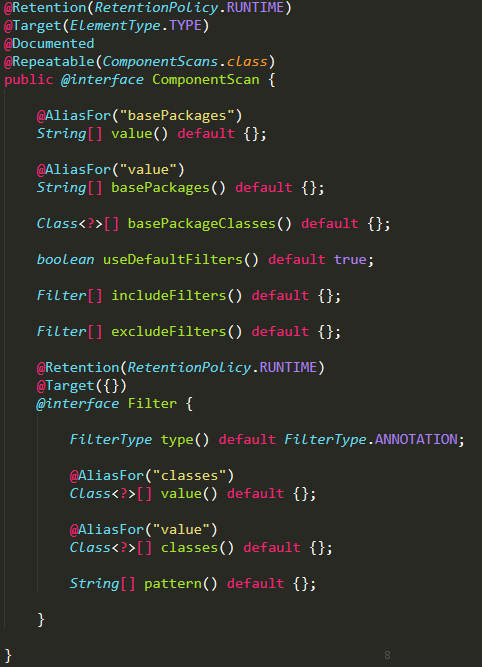 @Retention(RetentionPolicy.RUNTIME)
@Target(ElementType.TYPE)
@Documented
@Repeatable(ComponentScans.class)
public @interface ComponentScan {
@AliasFor("basePackages")
String[] value() default {};
@AliasFor("value")
String[] basePackages() default {};
Class<?>[] basePackageClasses() default {};
boolean useDefaultFilters() default true;
Filter[] includeFilters() default {};
Filter[] excludeFilters() default {};
@Retention(RetentionPolicy.RUNTIME)
@Target({})
@interface Filter {
FilterType type() default FilterType.ANNOTATION;
@AliasFor("classes")
Class<?>[] value() default {};
@AliasFor("value")
Class<?>[] classes() default {};
String[] pattern() default {};
}
}
8